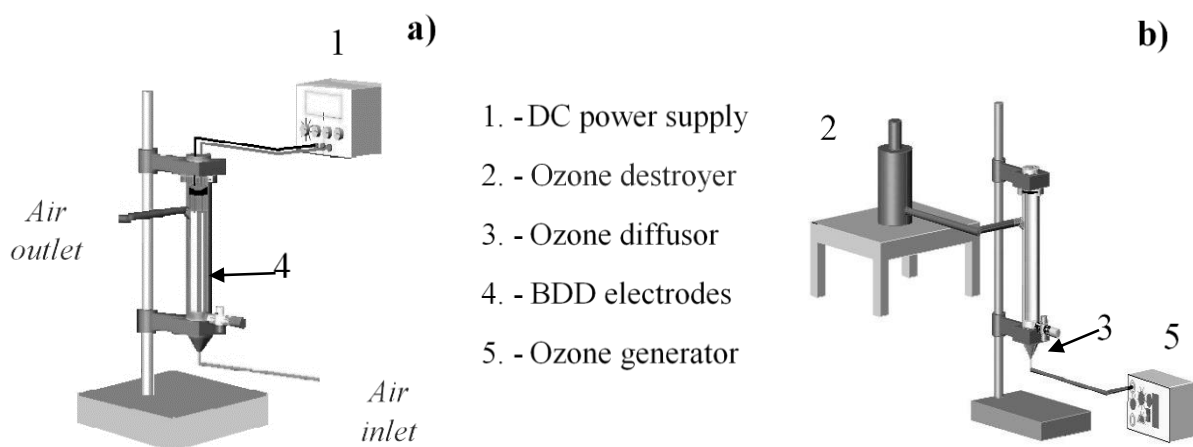 a)
1
Air
outlet
4
Air
inlet
1. - DC power supply
2. - Ozone destroyer
3. - Ozone diffusor
4. - BDD electrodes
5. - Ozone generator
b)
2
3
5